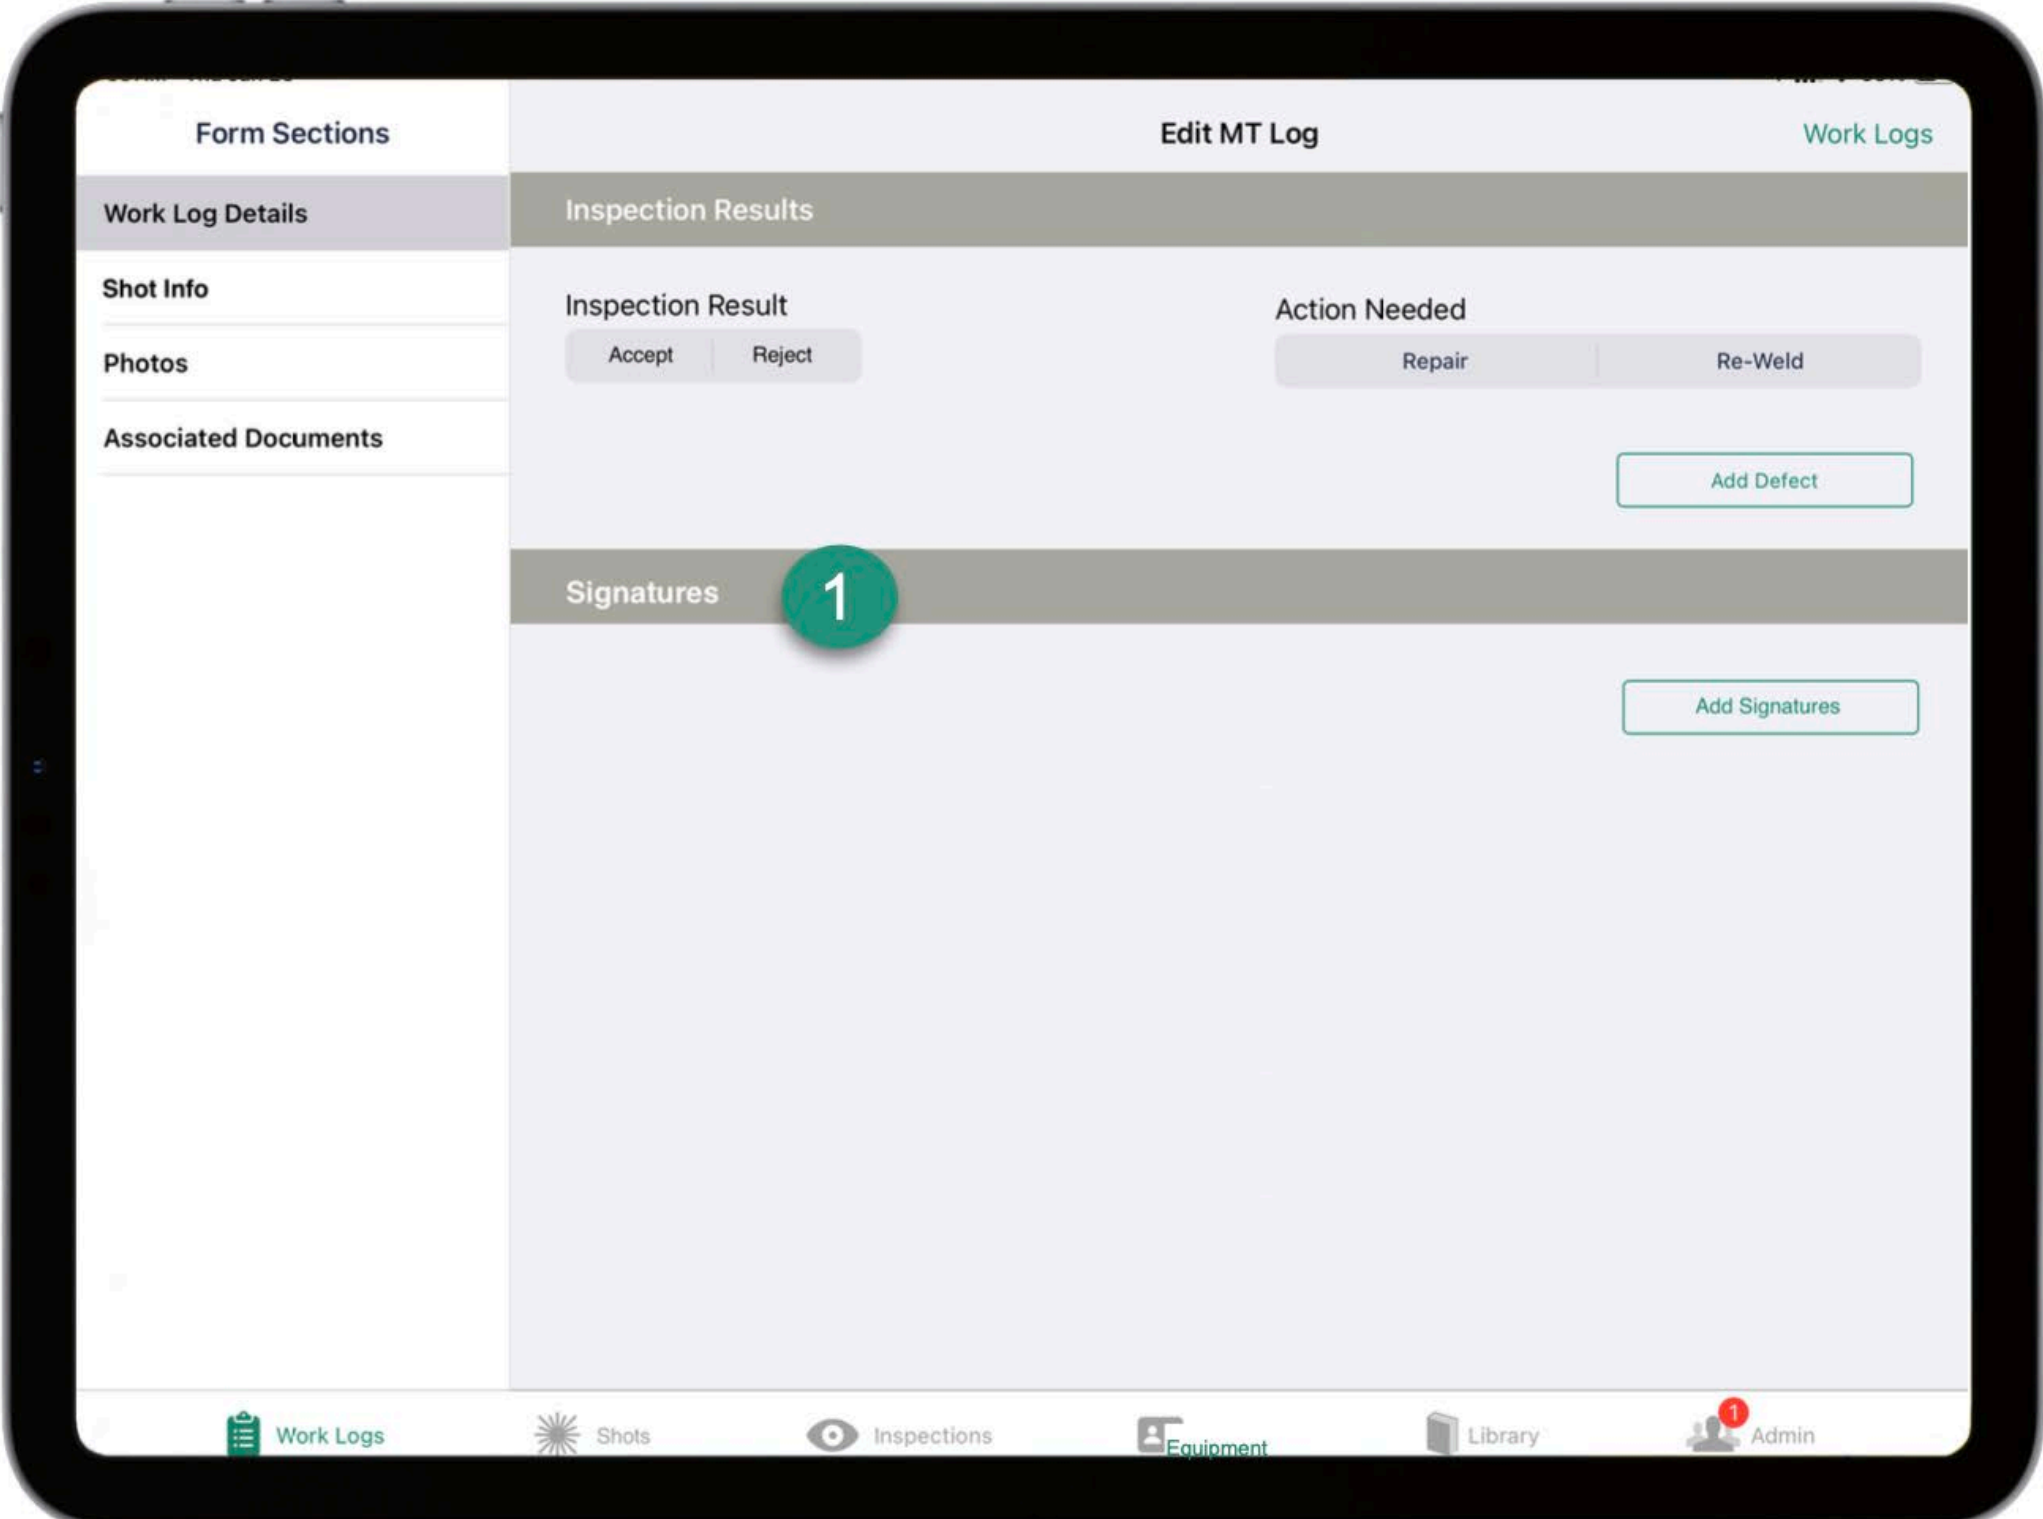 Form Sections
Edit MT Log
Work Logs
Work Log Details
Shot Info
Photos
Associated Documents
Inspection Results
Inspection Result
Accept
Reject
Action Needed
Repair
Re-Weld
Add Defect
Signatures
1
Add Signatures
Work Logs
Shots
Inspections
Equipment
Library
1
Admin